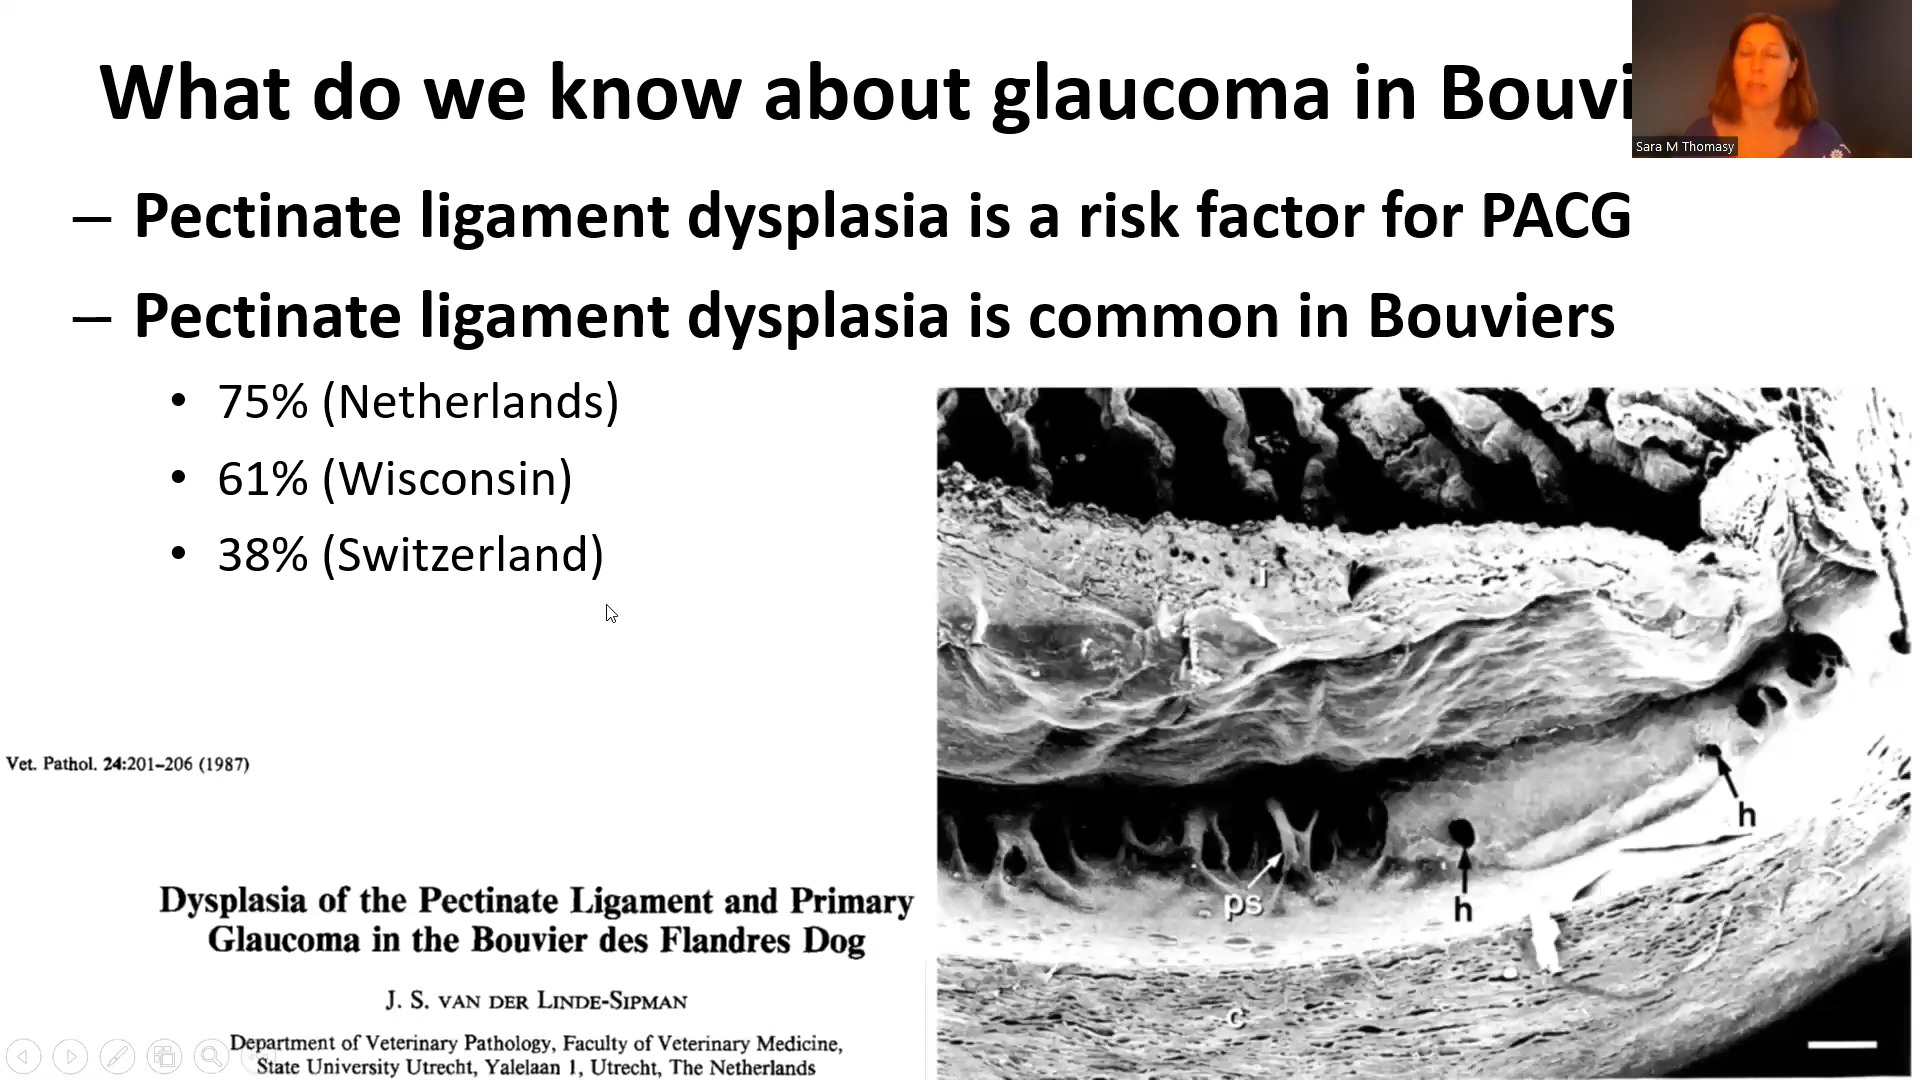 What do we know about glaucoma in Bouvi
Sara M Thomasy
– Pectinate ligament dysplasia is a risk factor for PACG
– Pectinate ligament dysplasia is common in Bouviers
• 75% (Netherlands)
• 61% (Wisconsin)
• 38% (Switzerland)
i
h
ps
h
c
Vet. Pathol. 24:201–206 (1987)
Dysplasia of the Pectinate Ligament and Primary
Glaucoma in the Bouvier des Flandres Dog
J. S. VAN DER LINDE-SIPMAN
Department of Veterinary Pathology, Faculty of Veterinary Medicine,
State University Utrecht, Yalelaan 1, Utrecht, The Netherlands